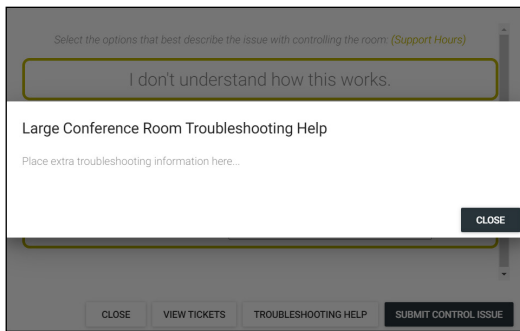 Select the options that best describe the issue with controlling the room: (Support Hours)
I don't understand how this works.
Large Conference Room Troubleshooting Help
Place extra troubleshooting information here...
CLOSE
CLOSE VIEW TICKETS TROUBLESHOOTING HELP SUBMIT CONTROL ISSUE